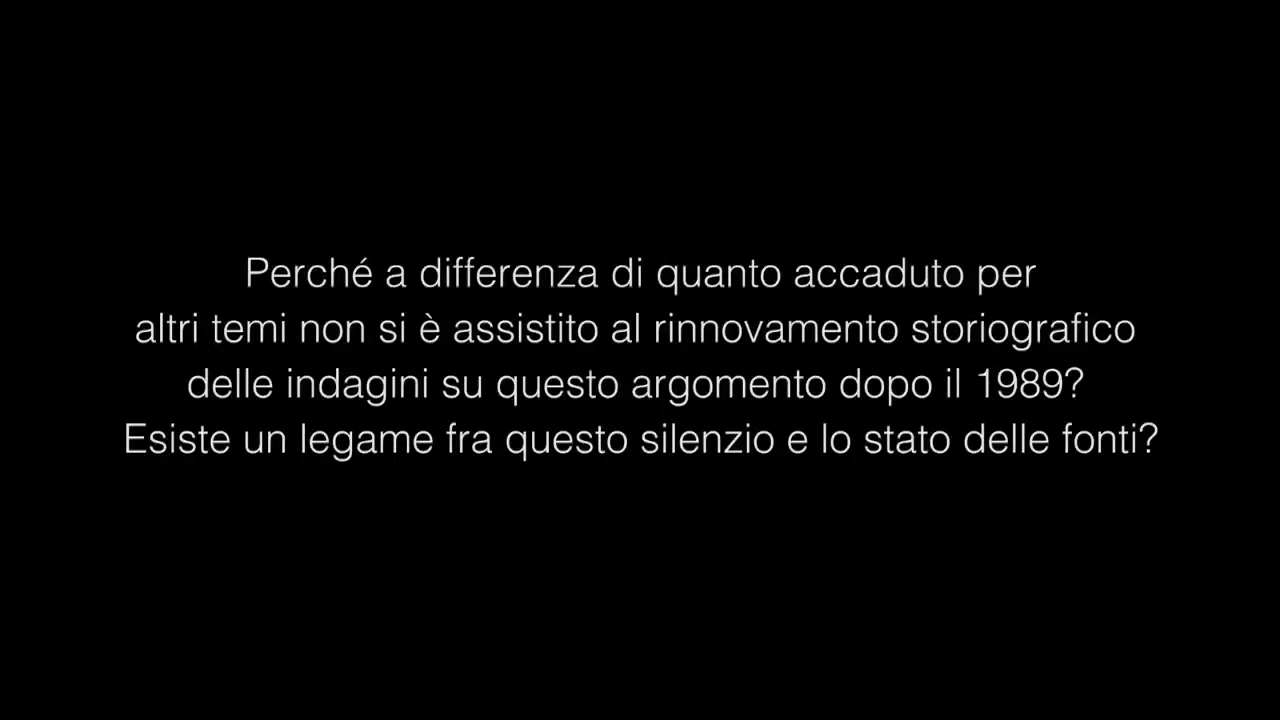 Perché a differenza di quanto accaduto per
altri temi non si è assistito al rinnovamento storiografico
delle indagini su questo argomento dopo il 1989?
Esiste un legame fra questo silenzio e lo stato delle fonti?